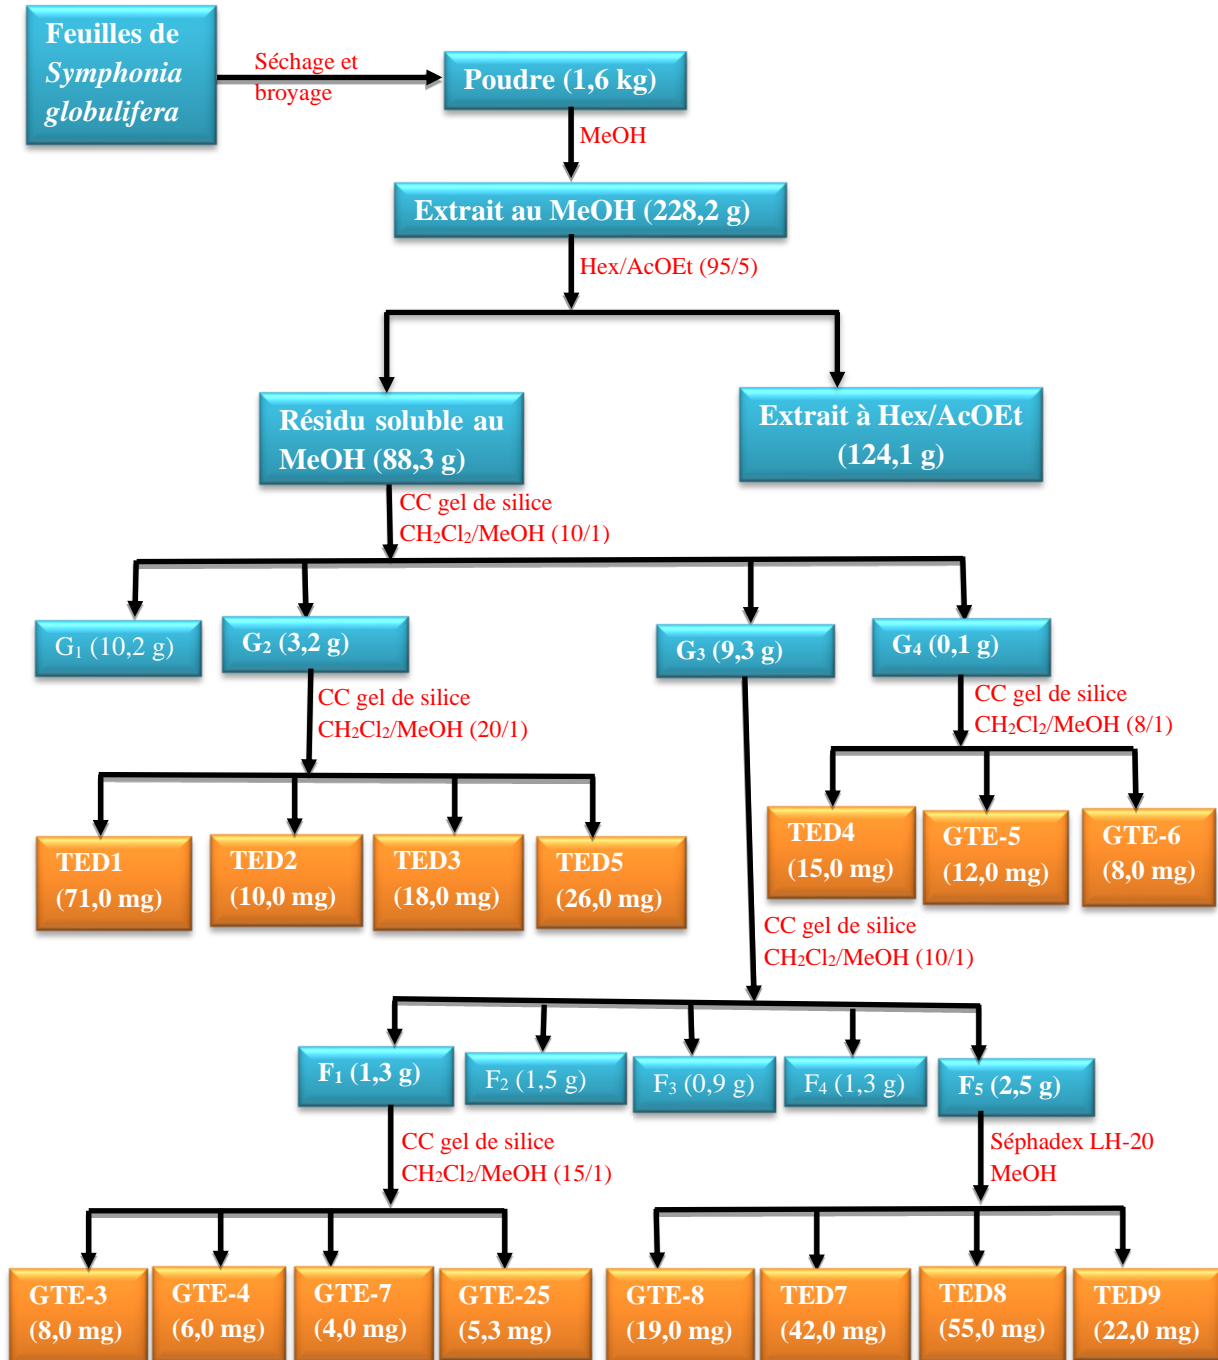 Feuilles de
Symphonia
globulifera
Séchage et
broyage
Poudre (1,6 kg)
MeOH
Extrait au MeOH (228,2 g)
Hex/AcOEt (95/5)
Résidu soluble au
MeOH (88,3 g)
Extrait à Hex/AcOEt
(124,1 g)
CC gel de silice
CH₂Cl₂/MeOH (10/1)
G₁ (10,2 g)
G₂ (3,2 g)
G₃ (9,3 g)
G₄ (0,1 g)
CC gel de silice
CH₂Cl₂/MeOH (20/1)
CC gel de silice
CH₂Cl₂/MeOH (8/1)
TED1
(71,0 mg)
TED2
(10,0 mg)
TED3
(18,0 mg)
TED5
(26,0 mg)
TED4
(15,0 mg)
GTE-5
(12,0 mg)
GTE-6
(8,0 mg)
CC gel de silice
CH₂Cl₂/MeOH (10/1)
F₁ (1,3 g)
F₂ (1,5 g)
F₃ (0,9 g)
F₄ (1,3 g)
F₅ (2,5 g)
CC gel de silice
CH₂Cl₂/MeOH (15/1)
Séphadex LH-20
MeOH
GTE-3
(8,0 mg)
GTE-4
(6,0 mg)
GTE-7
(4,0 mg)
GTE-25
(5,3 mg)
GTE-8
(19,0 mg)
TED7
(42,0 mg)
TED8
(55,0 mg)
TED9
(22,0 mg)